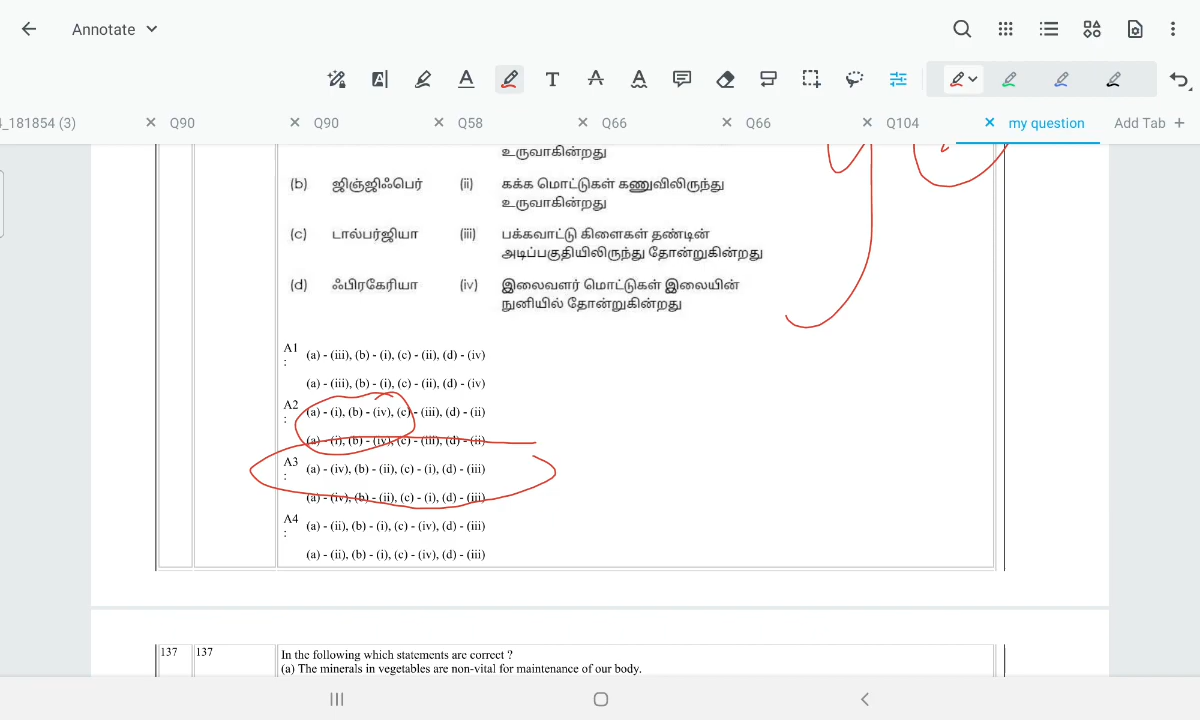 Annotate
4_181854 (3)
Q90
Q90
Q58
Q66
Q66
Q104
my question
Add Tab +
உருவாகின்றது
(b) ஜிஞ்ஜிஃபெர் (ii) கக்க மொட்டுகள் கணுவிலிருந்து
உருவாகின்றது
(c) டால்பர்ஜியா (iii) பக்கவாட்டு கிளைகள் தண்டின்
அடிப்பகுதியிலிருந்து தோன்றுகின்றது
(d) ஃபிரகேரியா (iv) இலைவளர் மொட்டுகள் இலையின்
நுனியில் தோன்றுகின்றது
A1 : (a) - (iii), (b) - (i), (c) - (ii), (d) - (iv)
(a) - (iii), (b) - (i), (c) - (ii), (d) - (iv)
A2 : (a) - (i), (b) - (iv), (c) - (iii), (d) - (ii)
(a) - (i), (b) - (iv), (c) - (iii), (d) - (ii)
A3 : (a) - (iv), (b) - (ii), (c) - (i), (d) - (iii)
(a) - (iv), (b) - (ii), (c) - (i), (d) - (iii)
A4 : (a) - (ii), (b) - (i), (c) - (iv), (d) - (iii)
(a) - (ii), (b) - (i), (c) - (iv), (d) - (iii)
137 137 In the following which statements are correct ?
(a) The minerals in vegetables are non-vital for maintenance of our body.